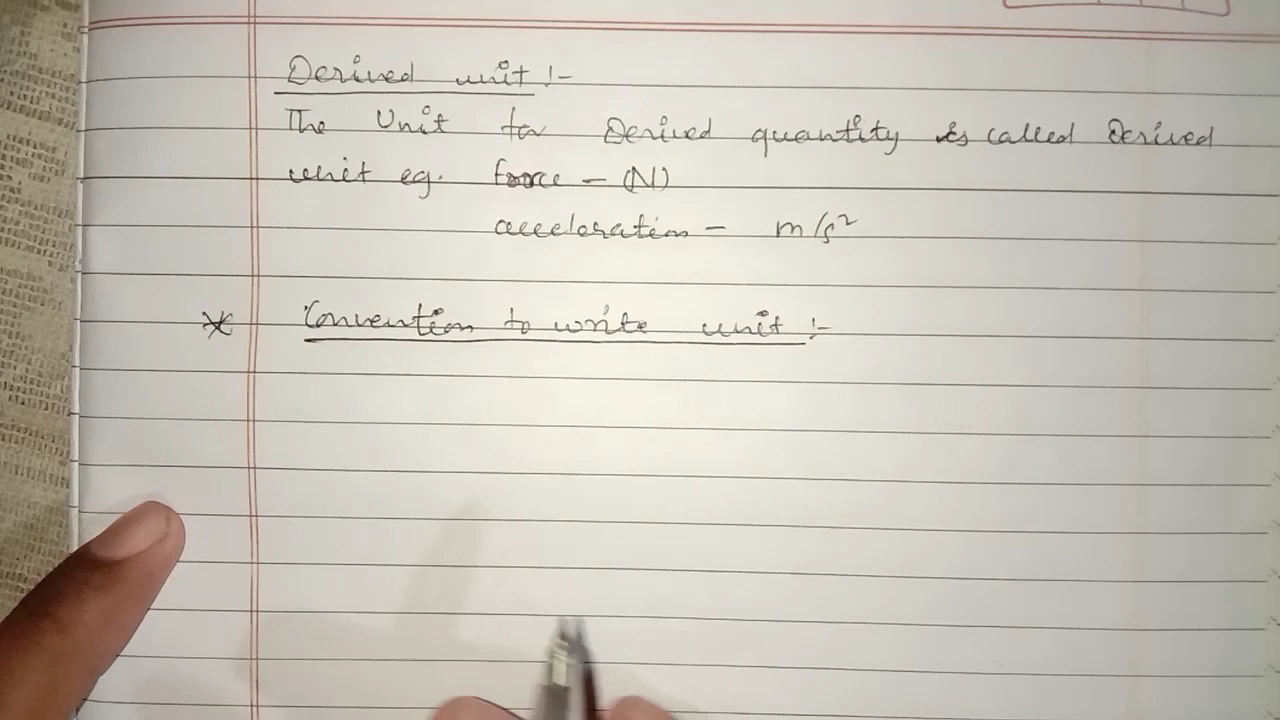 Derived unit :-
The Unit for Derived quantity is called Derived
unit eg. force - (N)
acceleration - m/s²
* Convention to write unit :-